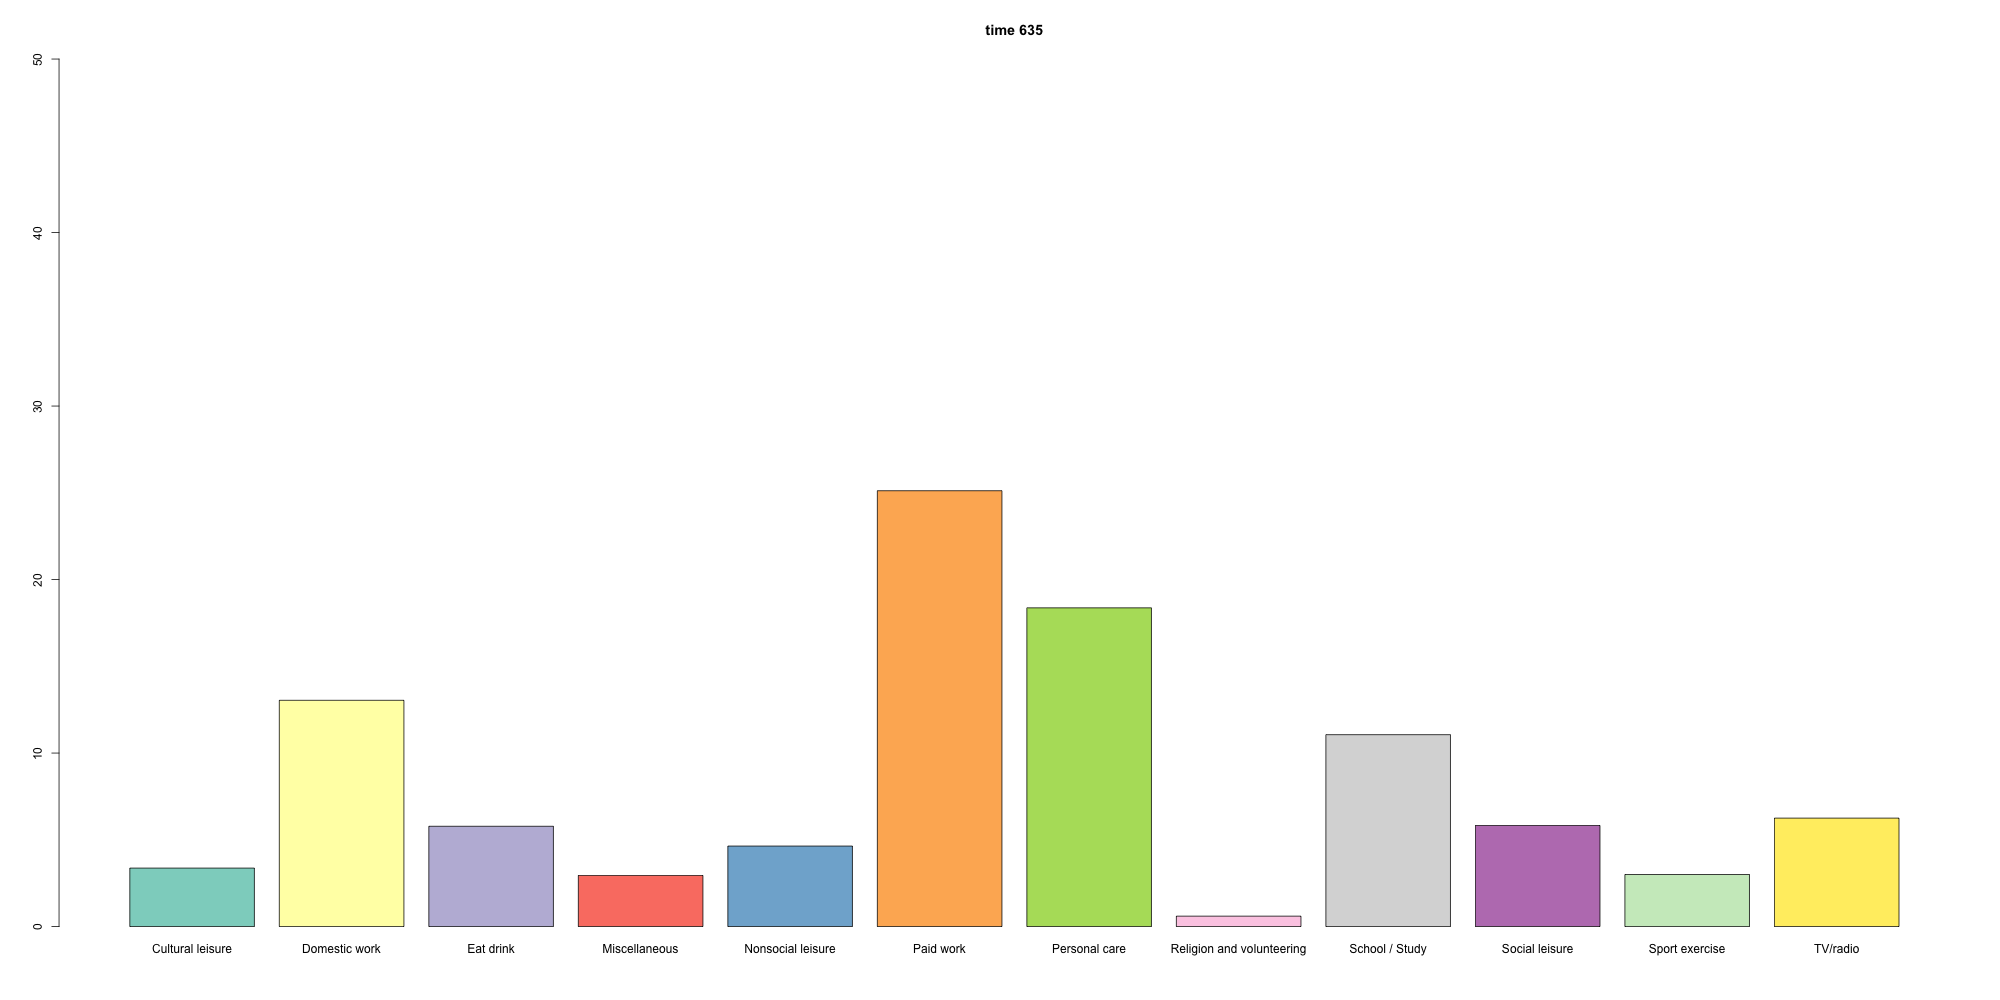 time 635
50
40
30
20
10
0
Cultural leisure
Domestic work
Eat drink
Miscellaneous
Nonsocial leisure
Paid work
Personal care
Religion and volunteering
School / Study
Social leisure
Sport exercise
TV/radio